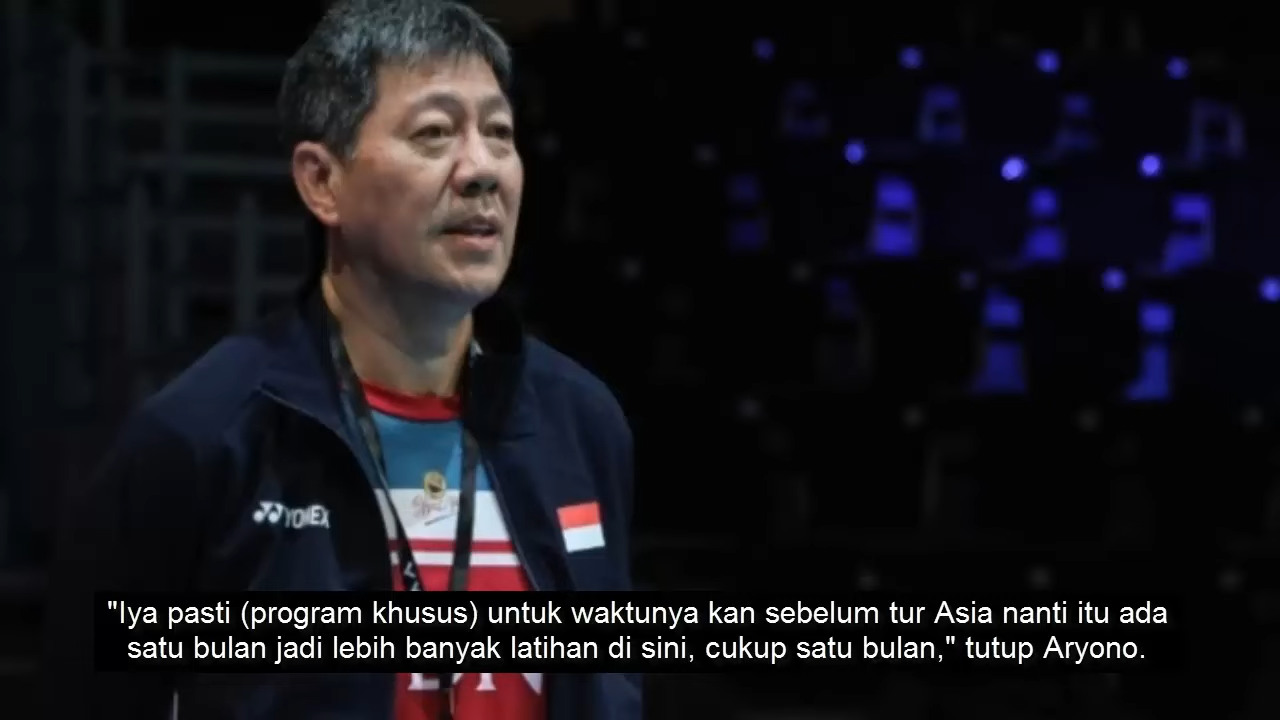 YONEX
"Iya pasti (program khusus) untuk waktunya kan sebelum tur Asia nanti itu ada
satu bulan jadi lebih banyak latihan di sini, cukup satu bulan," tutup Aryono.